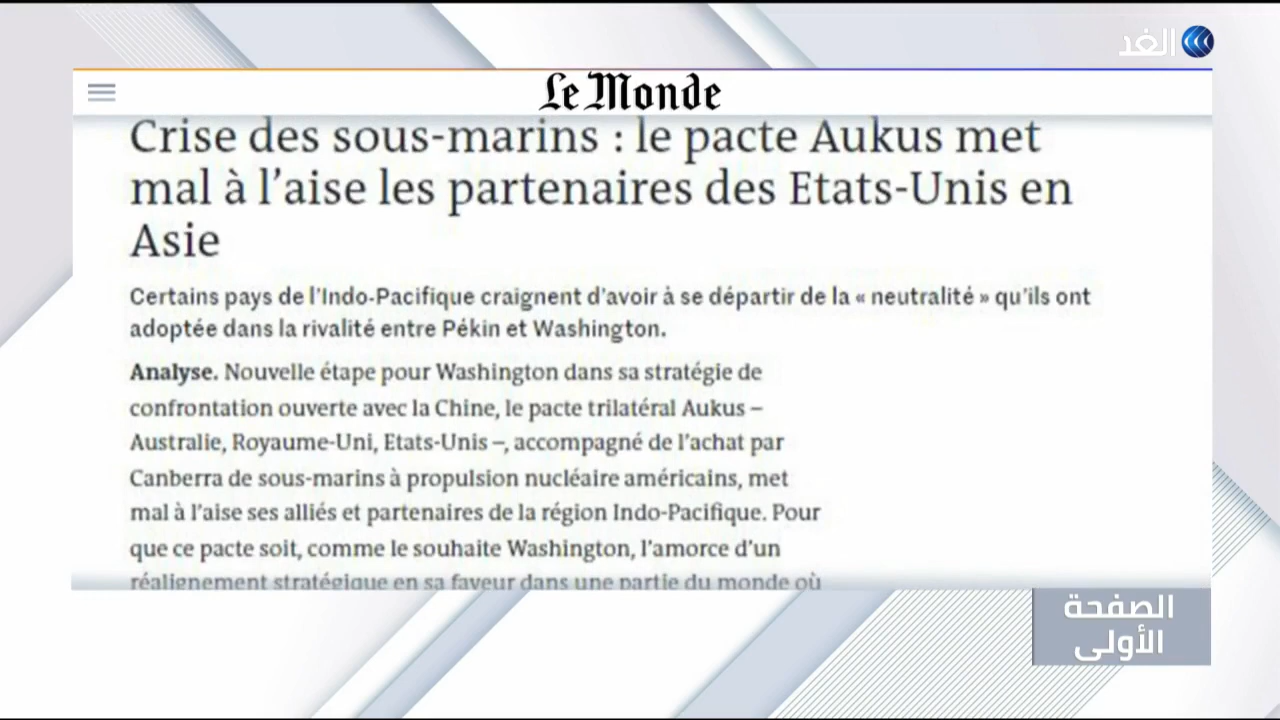 الغد
Le Monde
Crise des sous-marins : le pacte Aukus met
mal à l’aise les partenaires des Etats-Unis en
Asie
Certains pays de l’Indo-Pacifique craignent d’avoir à se départir de la « neutralité » qu’ils ont
adoptée dans la rivalité entre Pékin et Washington.
Analyse. Nouvelle étape pour Washington dans sa stratégie de
confrontation ouverte avec la Chine, le pacte trilatéral Aukus –
Australie, Royaume-Uni, Etats-Unis –, accompagné de l’achat par
Canberra de sous-marins à propulsion nucléaire américains, met
mal à l’aise ses alliés et partenaires de la région Indo-Pacifique. Pour
que ce pacte soit, comme le souhaite Washington, l’amorce d’un
réalignement stratégique en sa faveur dans une partie du monde où
الصفحة
الأولى